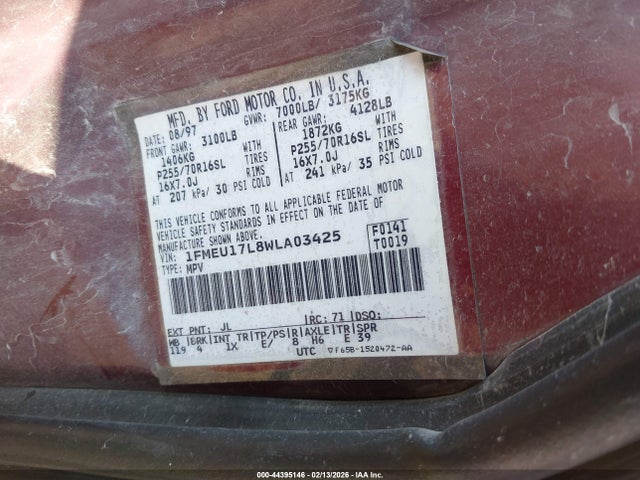 MFD. BY FORD MOTOR CO. IN U.S.A.
DATE: 08/97 GVWR: 7000LB/ 3175KG
FRONT GAWR: 3100LB REAR GAWR: 4128LB
1406KG WITH 1872KG WITH
P255/70R16SL TIRES P255/70R16SL TIRES
16X7.0J RIMS 16X7.0J RIMS
AT 207 kPa/ 30 PSI COLD AT 241 kPa/ 35 PSI COLD
THIS VEHICLE CONFORMS TO ALL APPLICABLE FEDERAL MOTOR
VEHICLE SAFETY STANDARDS IN EFFECT ON THE DATE OF
MANUFACTURE SHOWN ABOVE.
VIN: 1FMEU17L8WLA03425 F0141
TYPE: MPV T0019
EXT PNT: JL RC: 71 DSO:
WB BRK INT TR TP/PS R AXLE TR SPR
119 4 1X E/ 8 H6 E 39
UTC ▽F65B-1520472-AA
000-44395146 - 02/13/2026 - IAA Inc.